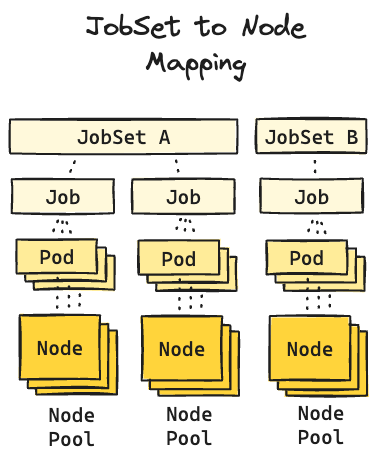 JobSet to Node
Mapping
JobSet A
JobSet B
Job
Job
Job
Pod
Pod
Pod
Node
Node
Node
Node
Pool
Node
Pool
Node
Pool